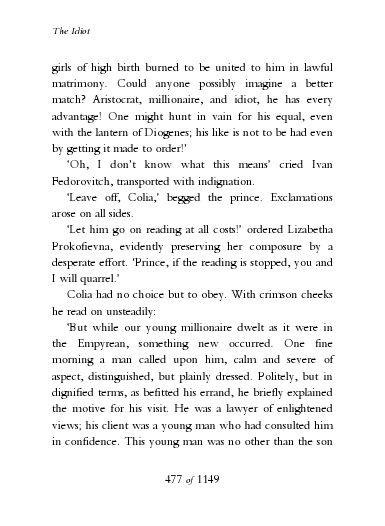 The Idiot
girls of high birth burned to be united to him in lawful
matrimony. Could anyone possibly imagine a better
match? Aristocrat, millionaire, and idiot, he has every
advantage! One might hunt in vain for his equal, even
with the lantern of Diogenes; his like is not to be had even
by getting it made to order!’
‘Oh, I don’t know what this means’ cried Ivan
Fedorovitch, transported with indignation.
‘Leave off, Colia,’ begged the prince. Exclamations
arose on all sides.
‘Let him go on reading at all costs!’ ordered Lizabetha
Prokofievna, evidently preserving her composure by a
desperate effort. ‘Prince, if the reading is stopped, you and
I will quarrel.’
Colia had no choice but to obey. With crimson cheeks
he read on unsteadily:
‘But while our young millionaire dwelt as it were in
the Empyrean, something new occurred. One fine
morning a man called upon him, calm and severe of
aspect, distinguished, but plainly dressed. Politely, but in
dignified terms, as befitted his errand, he briefly explained
the motive for his visit. He was a lawyer of enlightened
views; his client was a young man who had consulted him
in confidence. This young man was no other than the son
477 of 1149